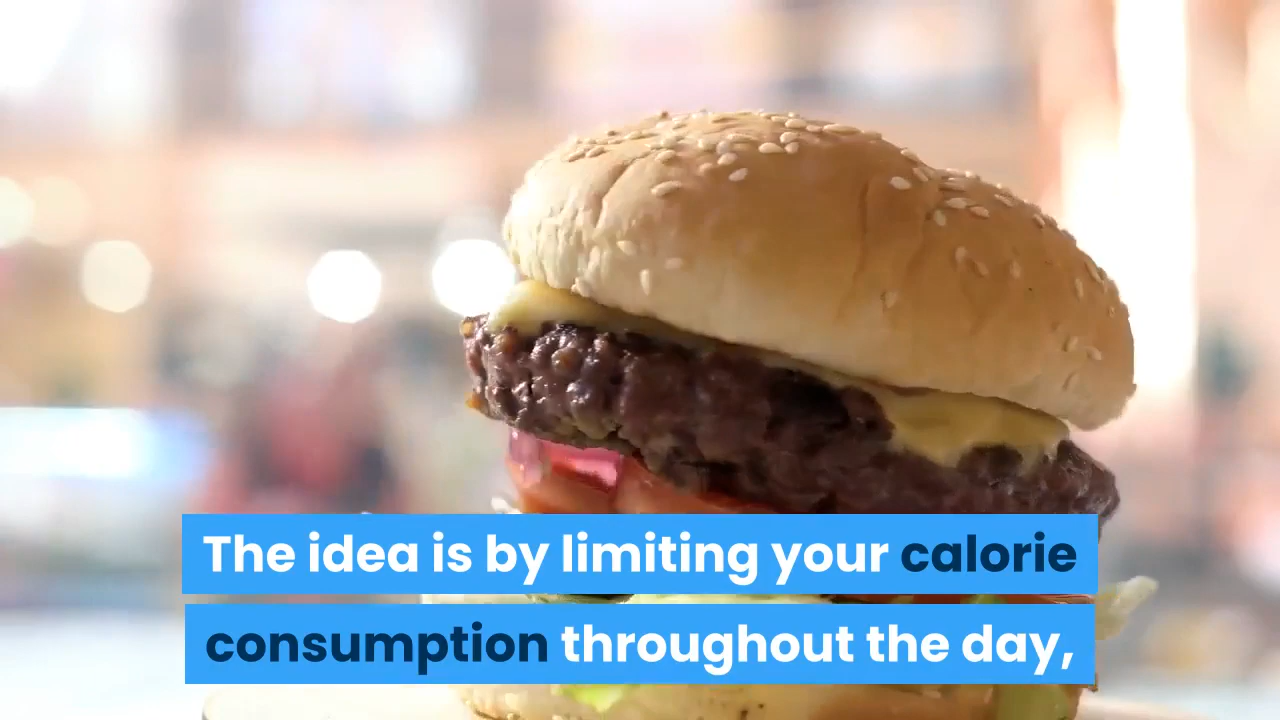 The idea is by limiting your calorie
consumption throughout the day,